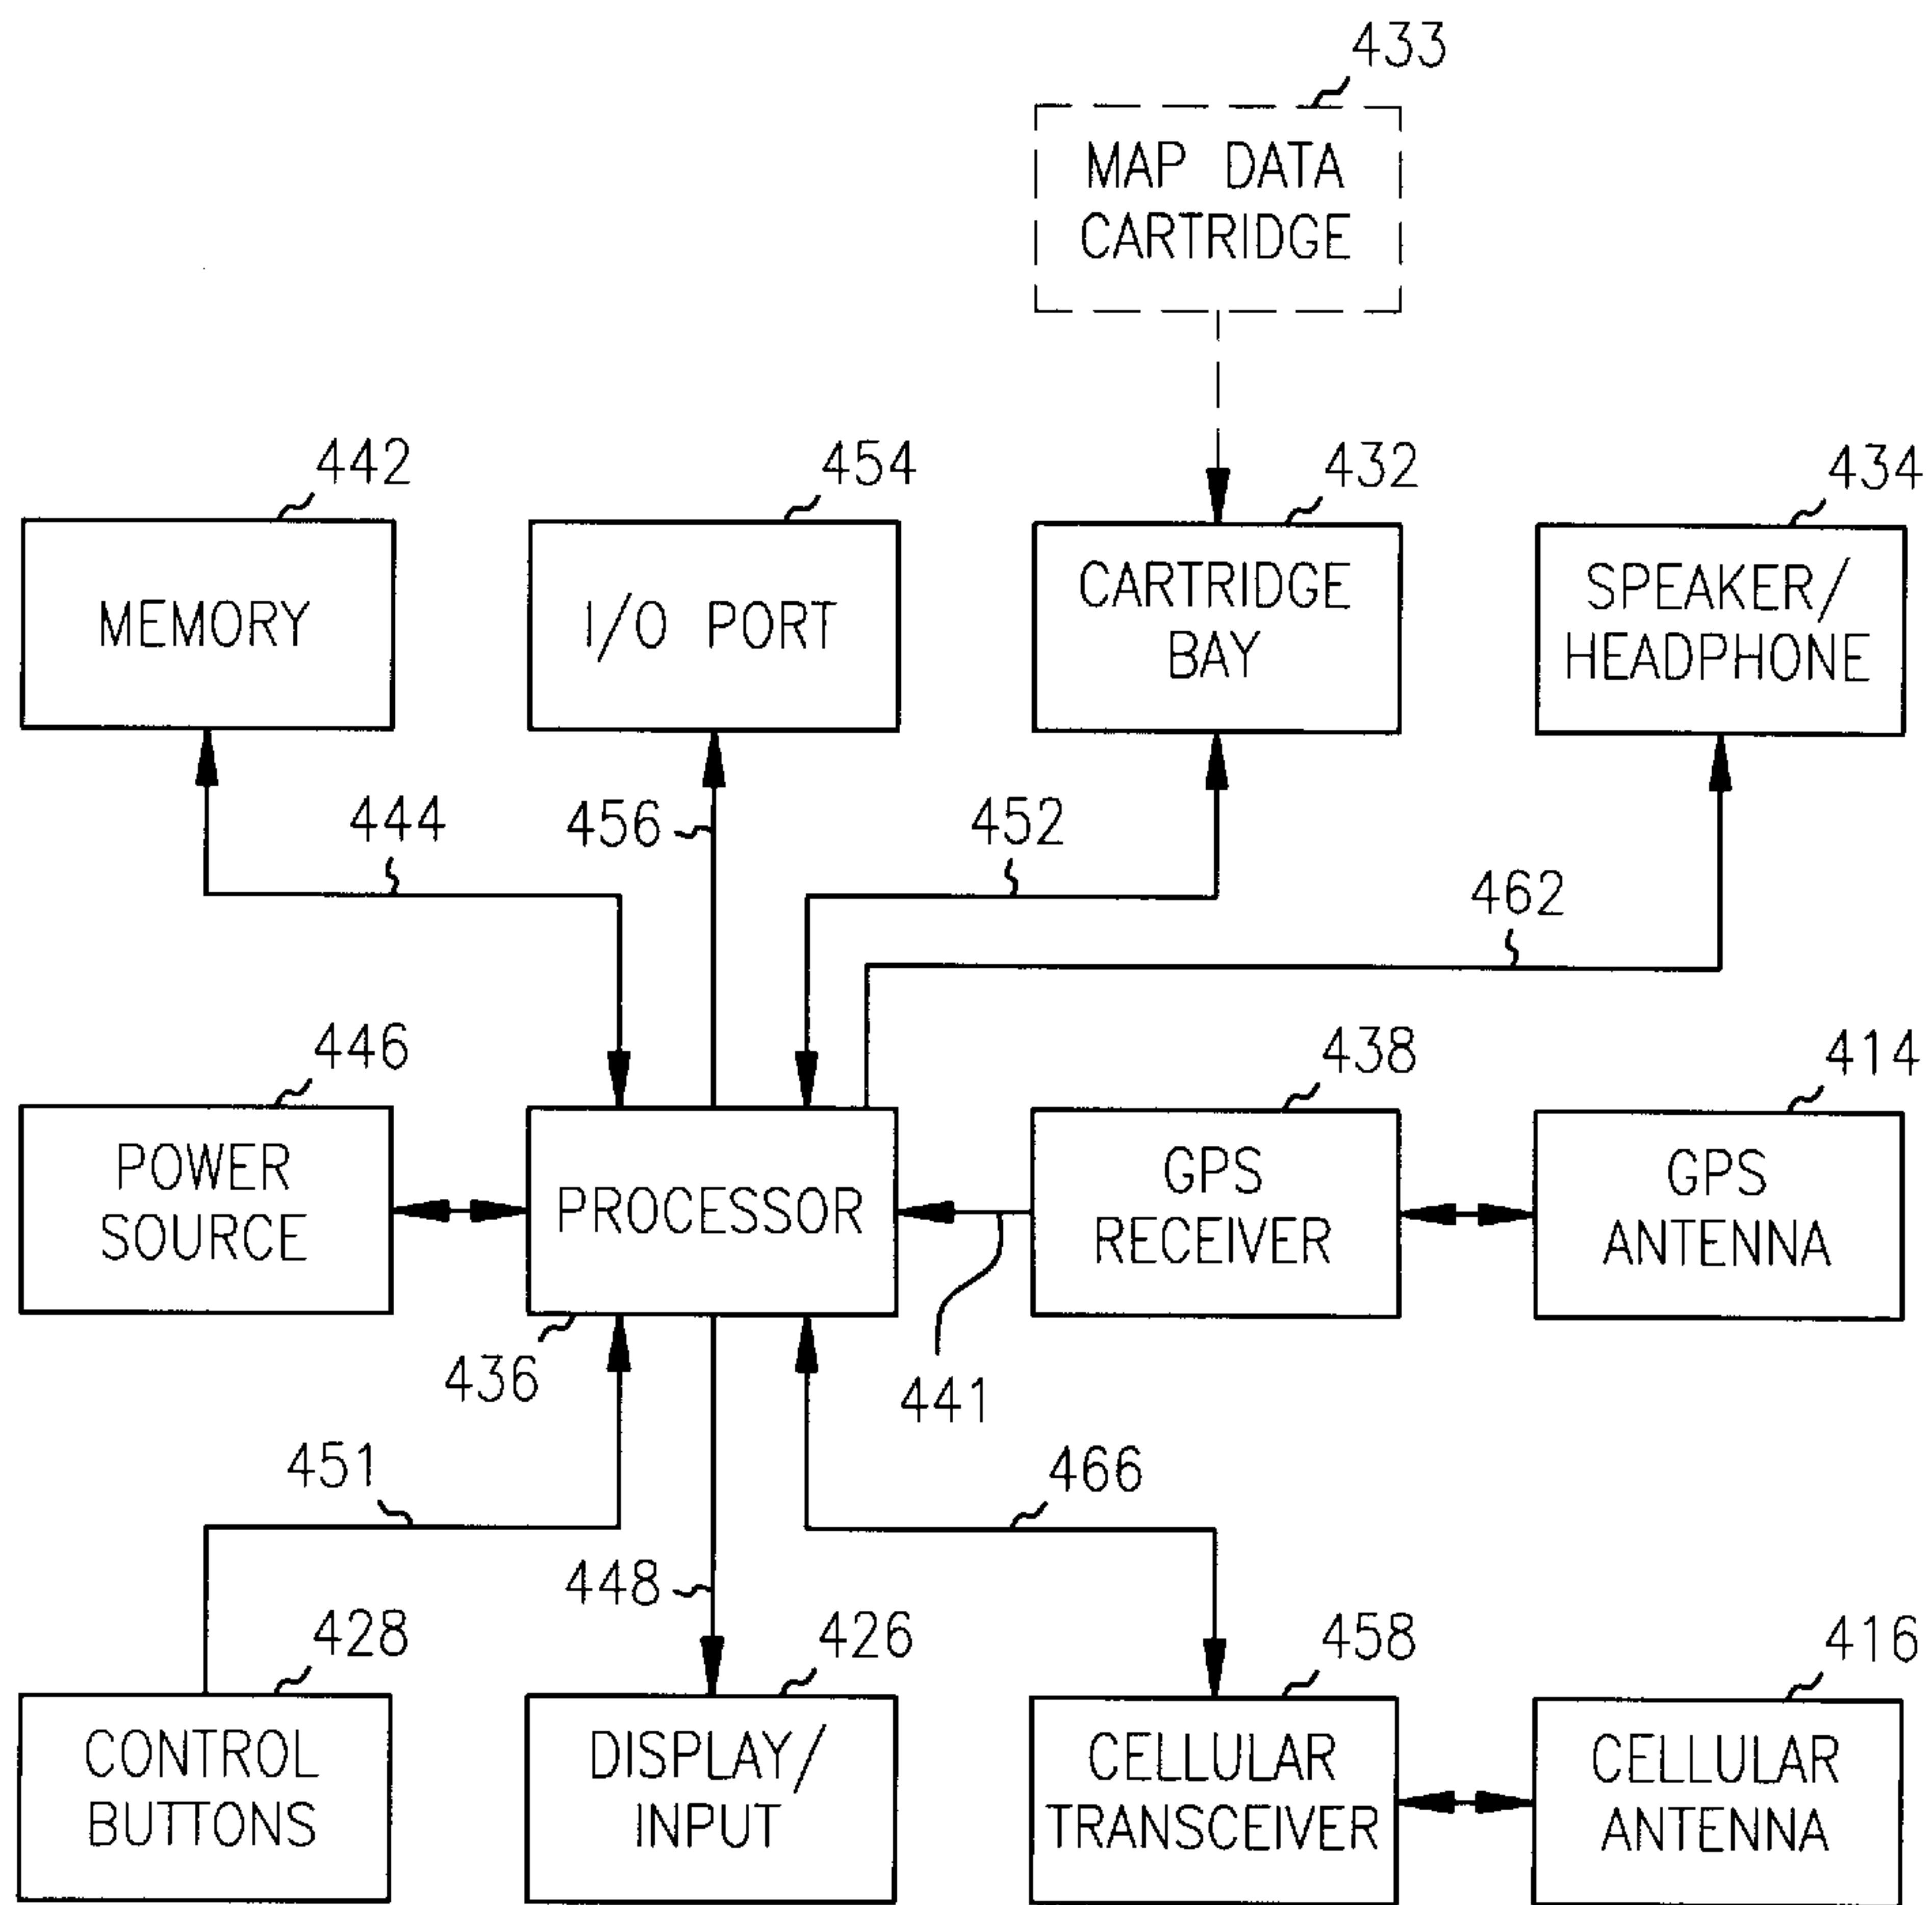 433
MAP DATA
CARTRIDGE
442
454
432
434
MEMORY
I/O PORT
CARTRIDGE
BAY
SPEAKER/
HEADPHONE
444
456
452
462
446
438
414
POWER
SOURCE
PROCESSOR
GPS
RECEIVER
GPS
ANTENNA
436
441
451
466
448
428
426
458
416
CONTROL
BUTTONS
DISPLAY/
INPUT
CELLULAR
TRANSCEIVER
CELLULAR
ANTENNA